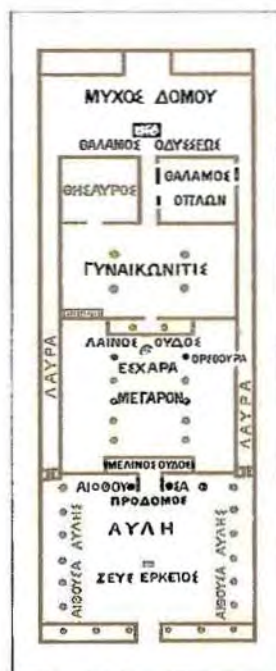 ΜΥΧΟΣ ΔΟΜΟΥ
ΘΑΛΑΜΟΣ ΟΔΥΣΣΕΩΣ
ΘΗΣΑΥΡΟΣ
ΘΑΛΑΜΟΣ
ΟΠΛΩΝ
ΓΥΝΑΙΚΩΝΙΤΙΣ
ΛΑΙΝΟΣ ΟΥΔΟΣ
ΟΡΣΟΘΥΡΑ
ΕΣΧΑΡΑ
ΛΑΥΡΑ
ΜΕΓΑΡΟΝ
ΛΑΥΡΑ
ΜΕΛΙΝΟΣ ΟΥΔΟΣ
ΑΙΘΟΥΣΑ
ΠΡΟΔΟΜΟΣ
ΑΥΛΗ
ΑΙΘΟΥΣΑ ΑΥΛΗΣ
ΑΙΘΟΥΣΑ ΑΥΛΗΣ
ΖΕΥΣ ΕΡΚΕΙΟΣ